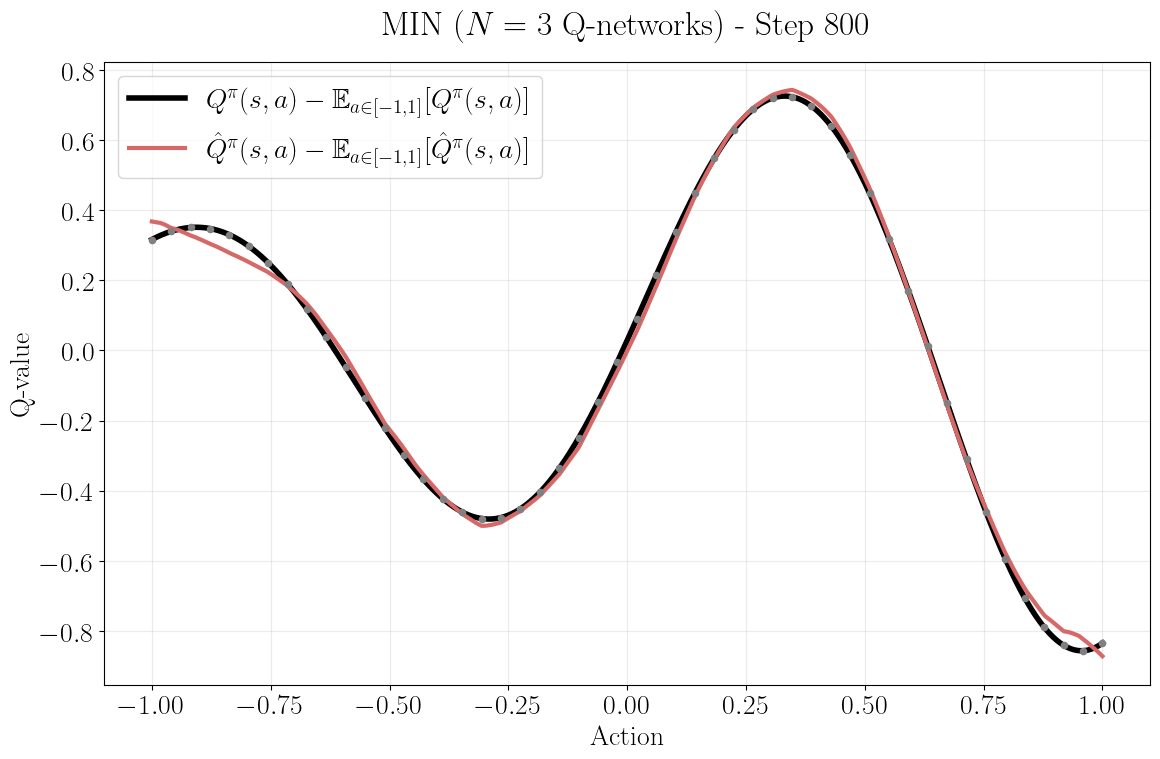 MIN (N = 3 Q-networks) - Step 800
Q^π(s, a) − 𝔼_{a∈[−1,1]}[Q^π(s, a)]
Q̂^π(s, a) − 𝔼_{a∈[−1,1]}[Q̂^π(s, a)]
0.8
0.6
0.4
0.2
0.0
−0.2
−0.4
−0.6
−0.8
Q-value
−1.00 −0.75 −0.50 −0.25 0.00 0.25 0.50 0.75 1.00
Action